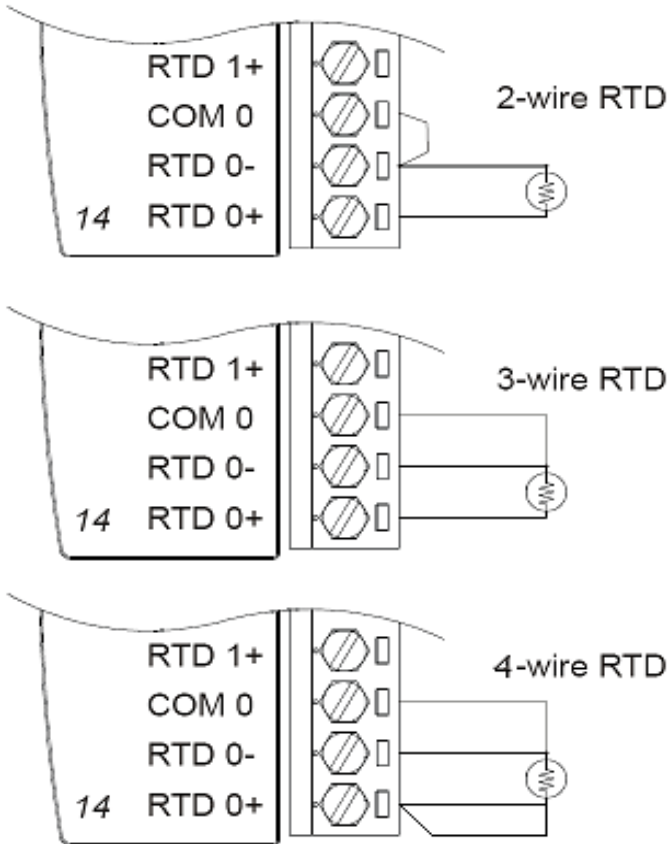 RTD 1+
COM 0
RTD 0-
14 RTD 0+
2-wire RTD
RTD 1+
COM 0
RTD 0-
14 RTD 0+
3-wire RTD
RTD 1+
COM 0
RTD 0-
14 RTD 0+
4-wire RTD